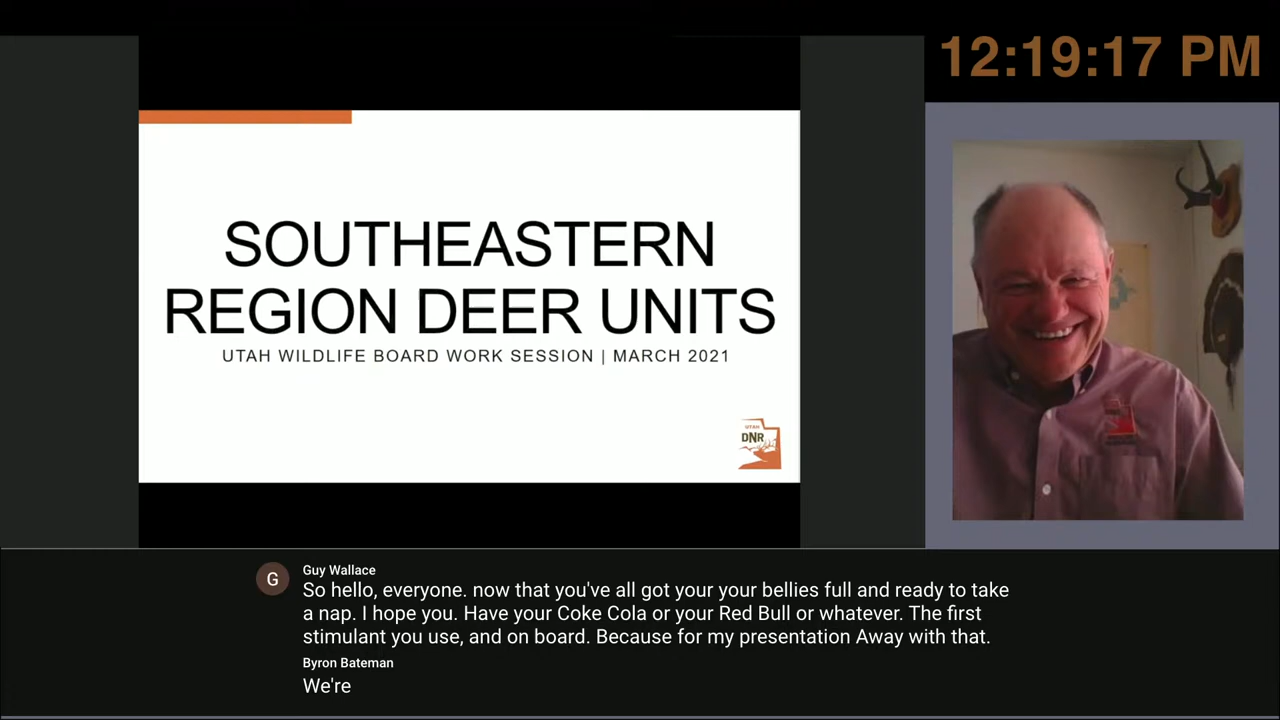 12:19:17 PM
SOUTHEASTERN
REGION DEER UNITS
UTAH WILDLIFE BOARD WORK SESSION | MARCH 2021
UTAH
DNR
G
Guy Wallace
So hello, everyone. now that you've all got your your bellies full and ready to take
a nap. I hope you. Have your Coke Cola or your Red Bull or whatever. The first
stimulant you use, and on board. Because for my presentation Away with that.
Byron Bateman
We're